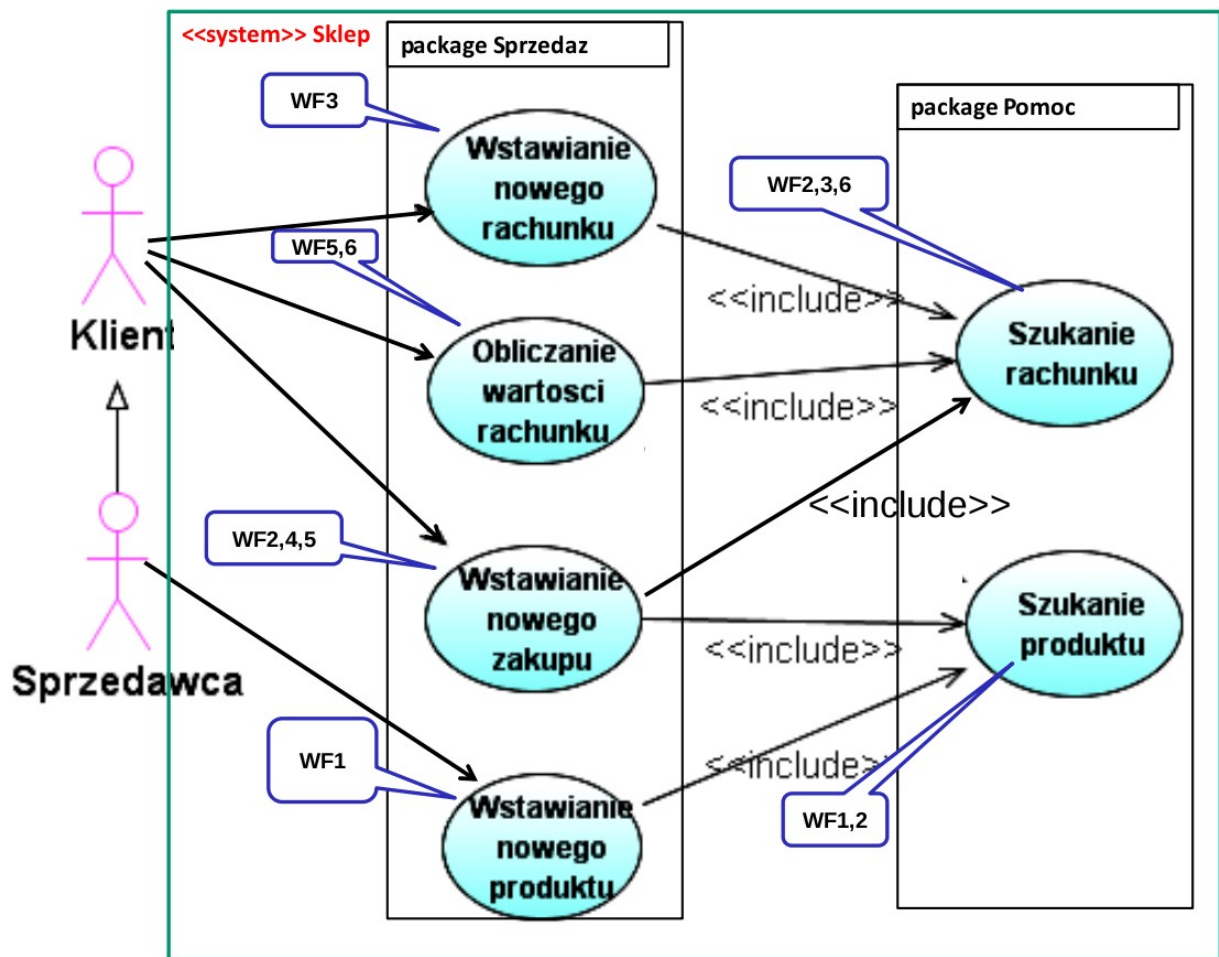 <<system>> Sklep
package Sprzedaz
WF3
Wstawianie
nowego
rachunku
package Pomoc
WF2,3,6
Klient
WF5,6
<<include>>
Szukanie
rachunku
Obliczanie
wartosci
rachunku
<<include>>
<<include>>
WF2,4,5
Wstawianie
nowego
zakupu
Szukanie
produktu
<<include>>
Sprzedawca
WF1
<<include>>
Wstawianie
nowego
produktu
WF1,2